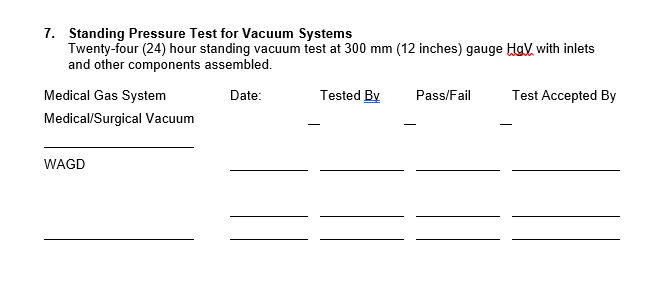 7. Standing Pressure Test for Vacuum Systems
Twenty-four (24) hour standing vacuum test at 300 mm (12 inches) gauge HgV with inlets
and other components assembled.
Medical Gas System Date: Tested By Pass/Fail Test Accepted By
Medical/Surgical Vacuum
WAGD